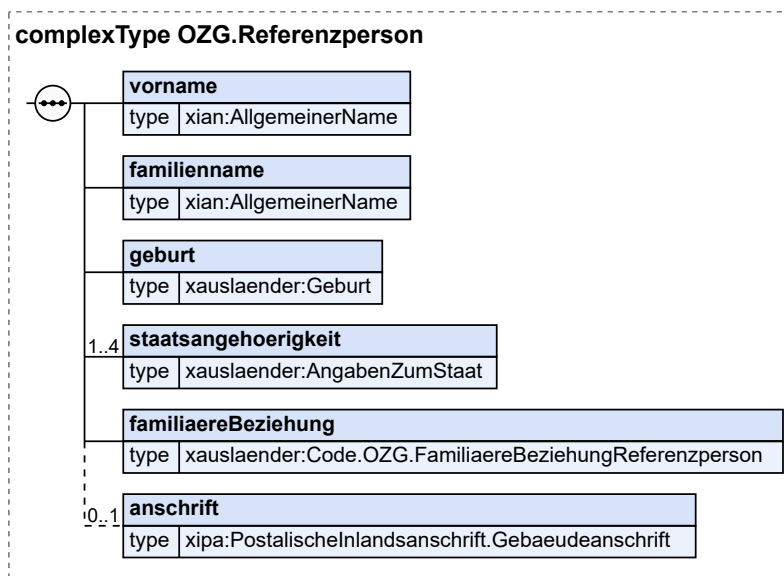 complexType OZG.Referenzperson
vorname
type xian:AllgemeinerName
familienname
type xian:AllgemeinerName
geburt
type xauslaender:Geburt
1..4 staatsangehoerigkeit
type xauslaender:AngabenZumStaat
familiaereBeziehung
type xauslaender:Code.OZG.FamiliaereBeziehungReferenzperson
0..1 anschrift
type xipa:PostalischeInlandsanschrift.Gebaeudeanschrift